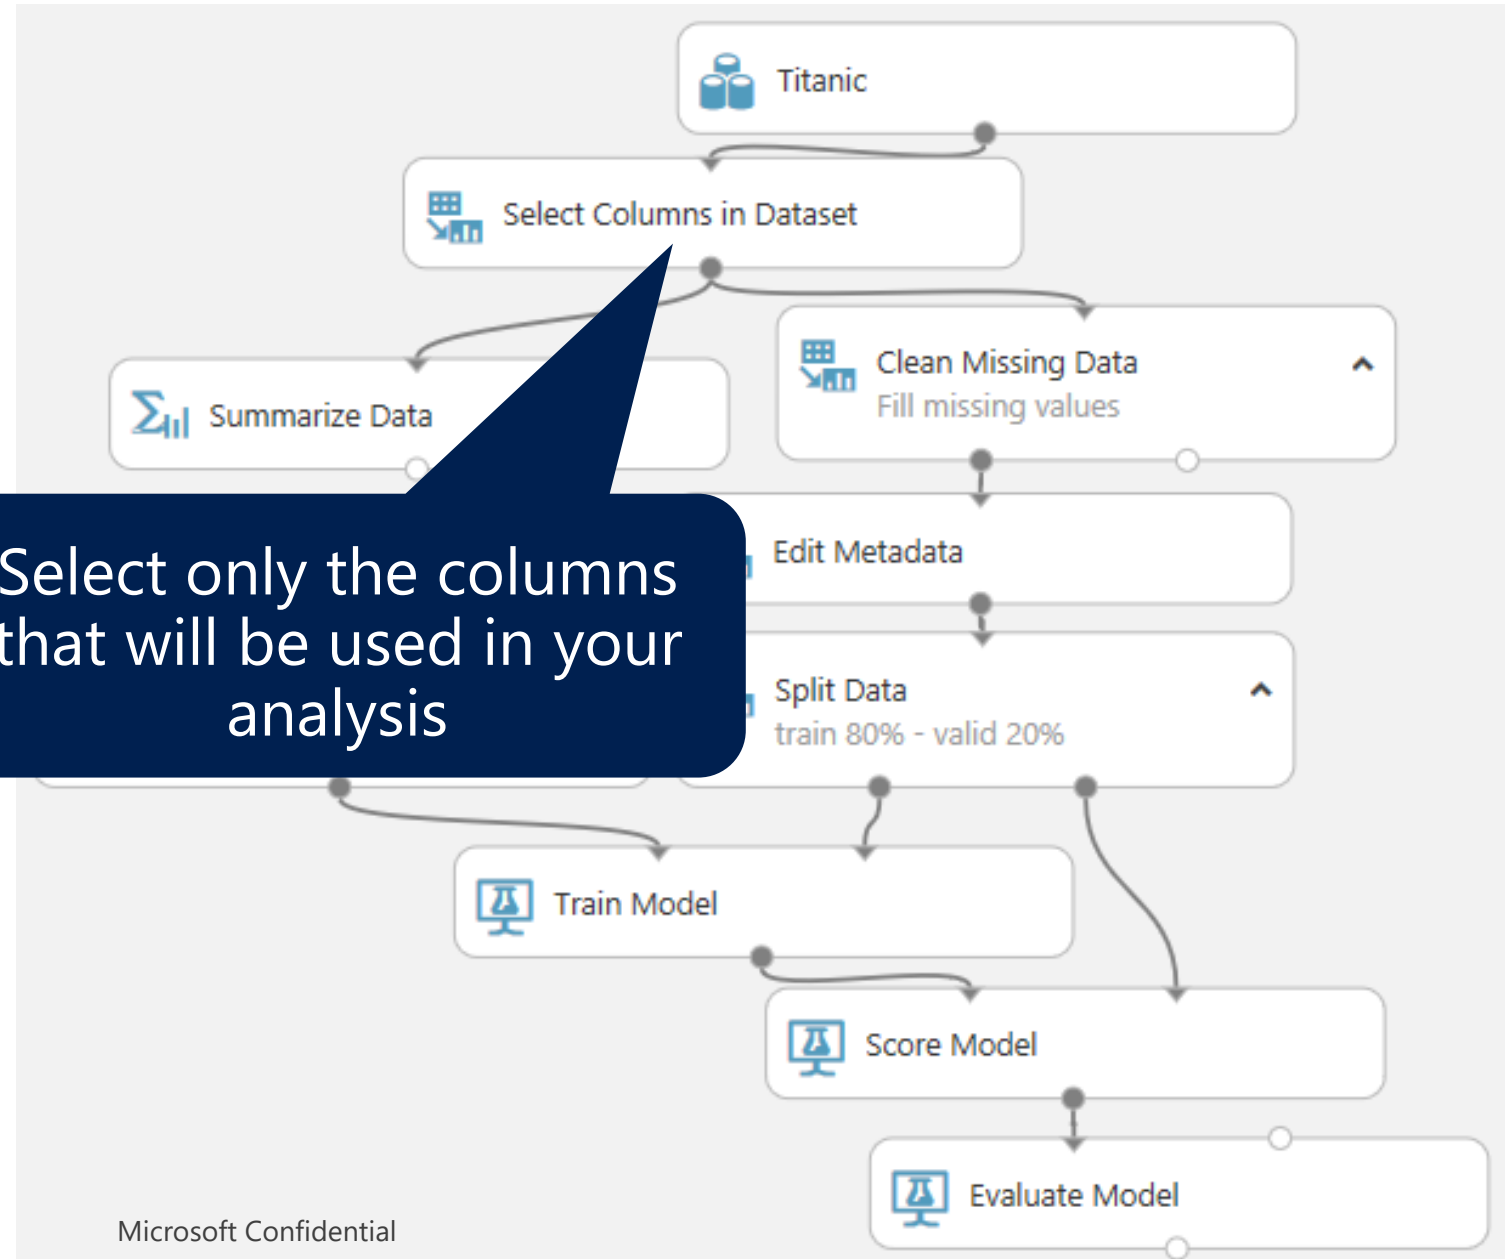 Titanic
Select Columns in Dataset
Clean Missing Data
Fill missing values
Summarize Data
Select only the columns
that will be used in your
analysis
Edit Metadata
Split Data
train 80% - valid 20%
Train Model
Score Model
Evaluate Model
Microsoft Confidential